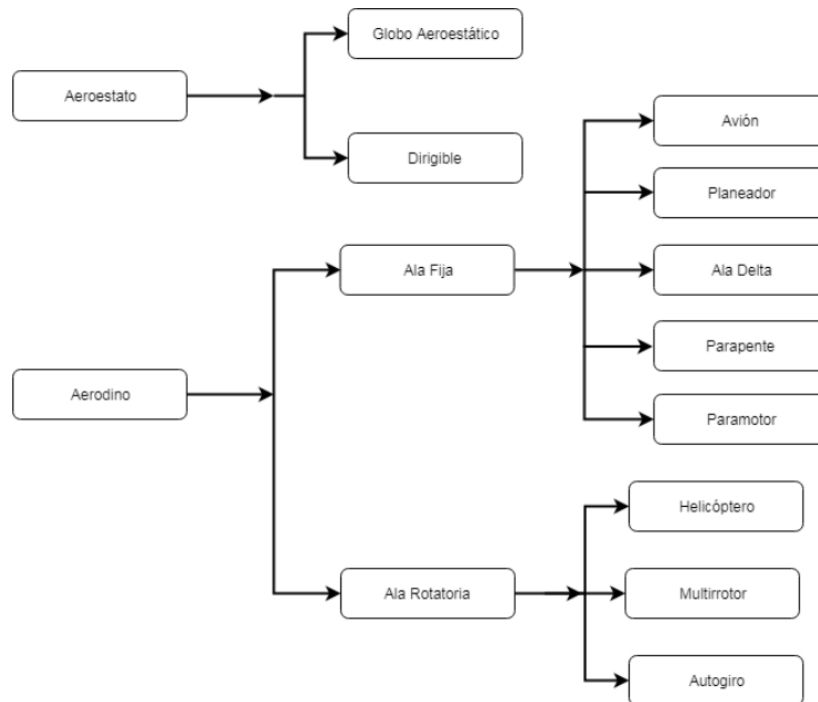 Globo Aeroestático
Aeroestato
Dirigible
Avión
Planeador
Ala Fija
Ala Delta
Parapente
Aerodino
Paramotor
Helicóptero
Ala Rotatoria
Multirrotor
Autogiro